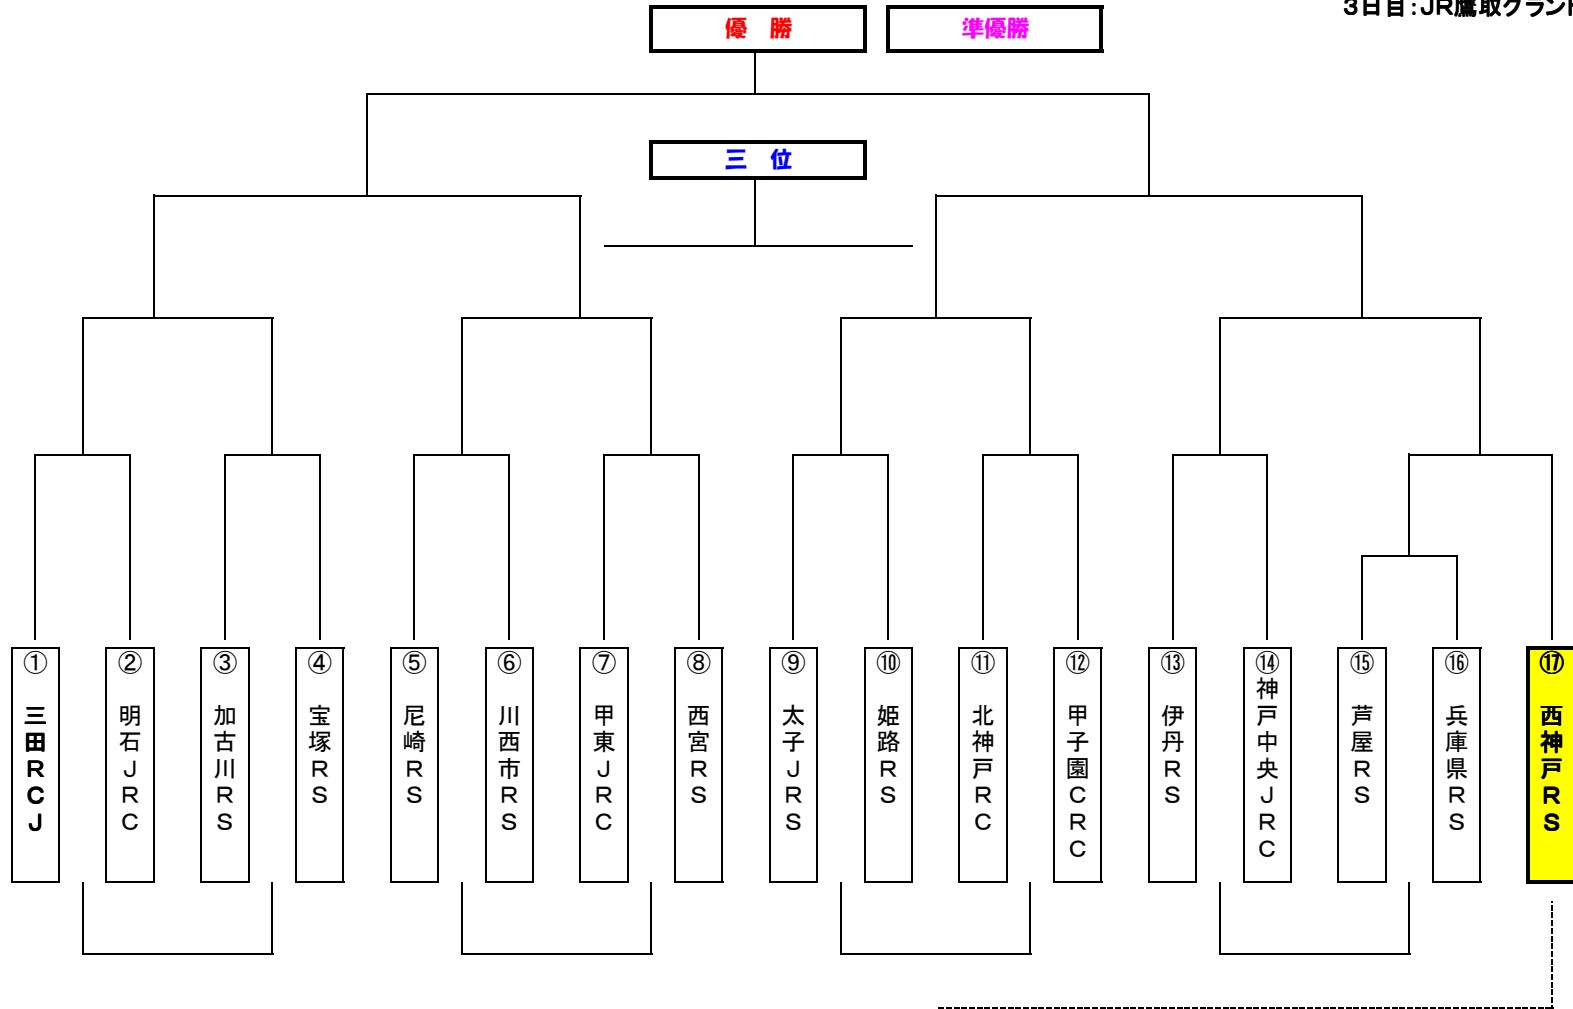 3日目：JR鷹取グランド
優　勝
準優勝
三　位
① 三田RCJ
② 明石JRC
③ 加古川RS
④ 宝塚RS
⑤ 尼崎RS
⑥ 川西市RS
⑦ 甲東JRC
⑧ 西宮RS
⑨ 太子JRS
⑩ 姫路RS
⑪ 北神戸RC
⑫ 甲子園CRC
⑬ 伊丹RS
⑭ 神戸中央JRC
⑮ 芦屋RS
⑯ 兵庫県RS
⑰ 西神戸RS